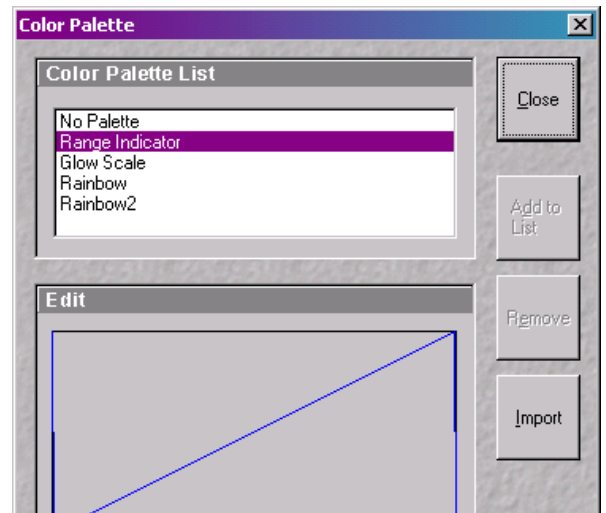 Color Palette
Color Palette List
No Palette
Range Indicator
Glow Scale
Rainbow
Rainbow2
Close
Add to
List
Edit
Remove
Import